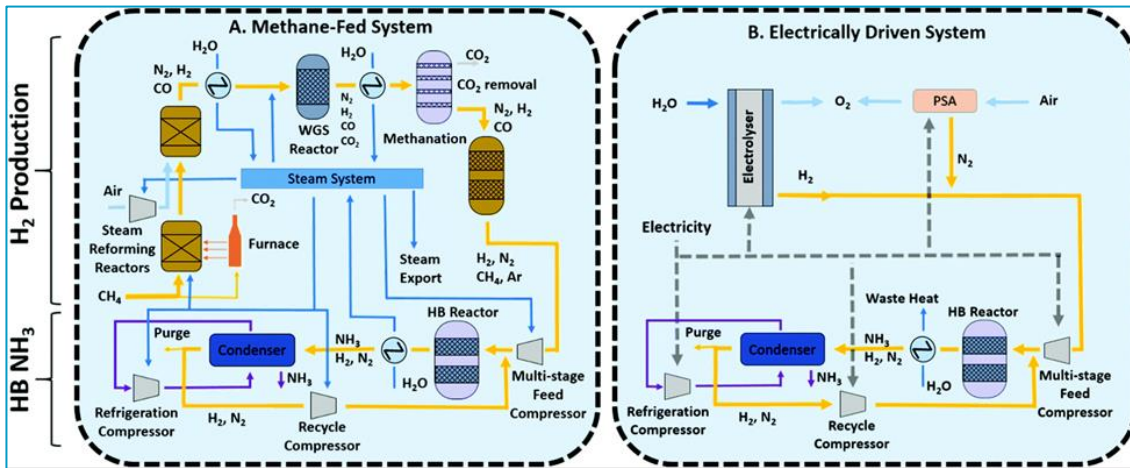 H₂ Production
HB NH₃
A. Methane-Fed System
H₂O
N₂, H₂
CO
WGS
Reactor
N₂
H₂
CO
CO₂
H₂O
CO₂
CO₂ removal
Methanation
N₂, H₂
CO
Steam System
Air
CO₂
Steam
Reforming
Reactors
Furnace
CH₄
Steam
Export
H₂, N₂
CH₄, Ar
HB Reactor
Purge
Condenser
NH₃
H₂, N₂
NH₃
H₂O
Multi-stage
Feed
Compressor
Refrigeration
Compressor
H₂, N₂
Recycle
Compressor
B. Electrically Driven System
H₂O
Electrolyser
O₂
PSA
Air
N₂
H₂
Electricity
Waste Heat
HB Reactor
Purge
Condenser
NH₃
H₂, N₂
NH₃
H₂O
Multi-stage
Feed
Compressor
Refrigeration
Compressor
H₂, N₂
Recycle
Compressor